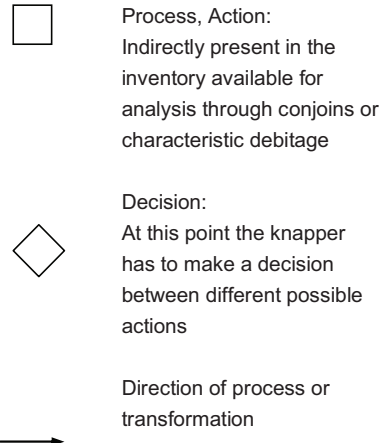 Process, Action:
Indirectly present in the
inventory available for
analysis through conjoins or
characteristic debitage
Decision:
At this point the knapper
has to make a decision
between different possible
actions
Direction of process or
transformation